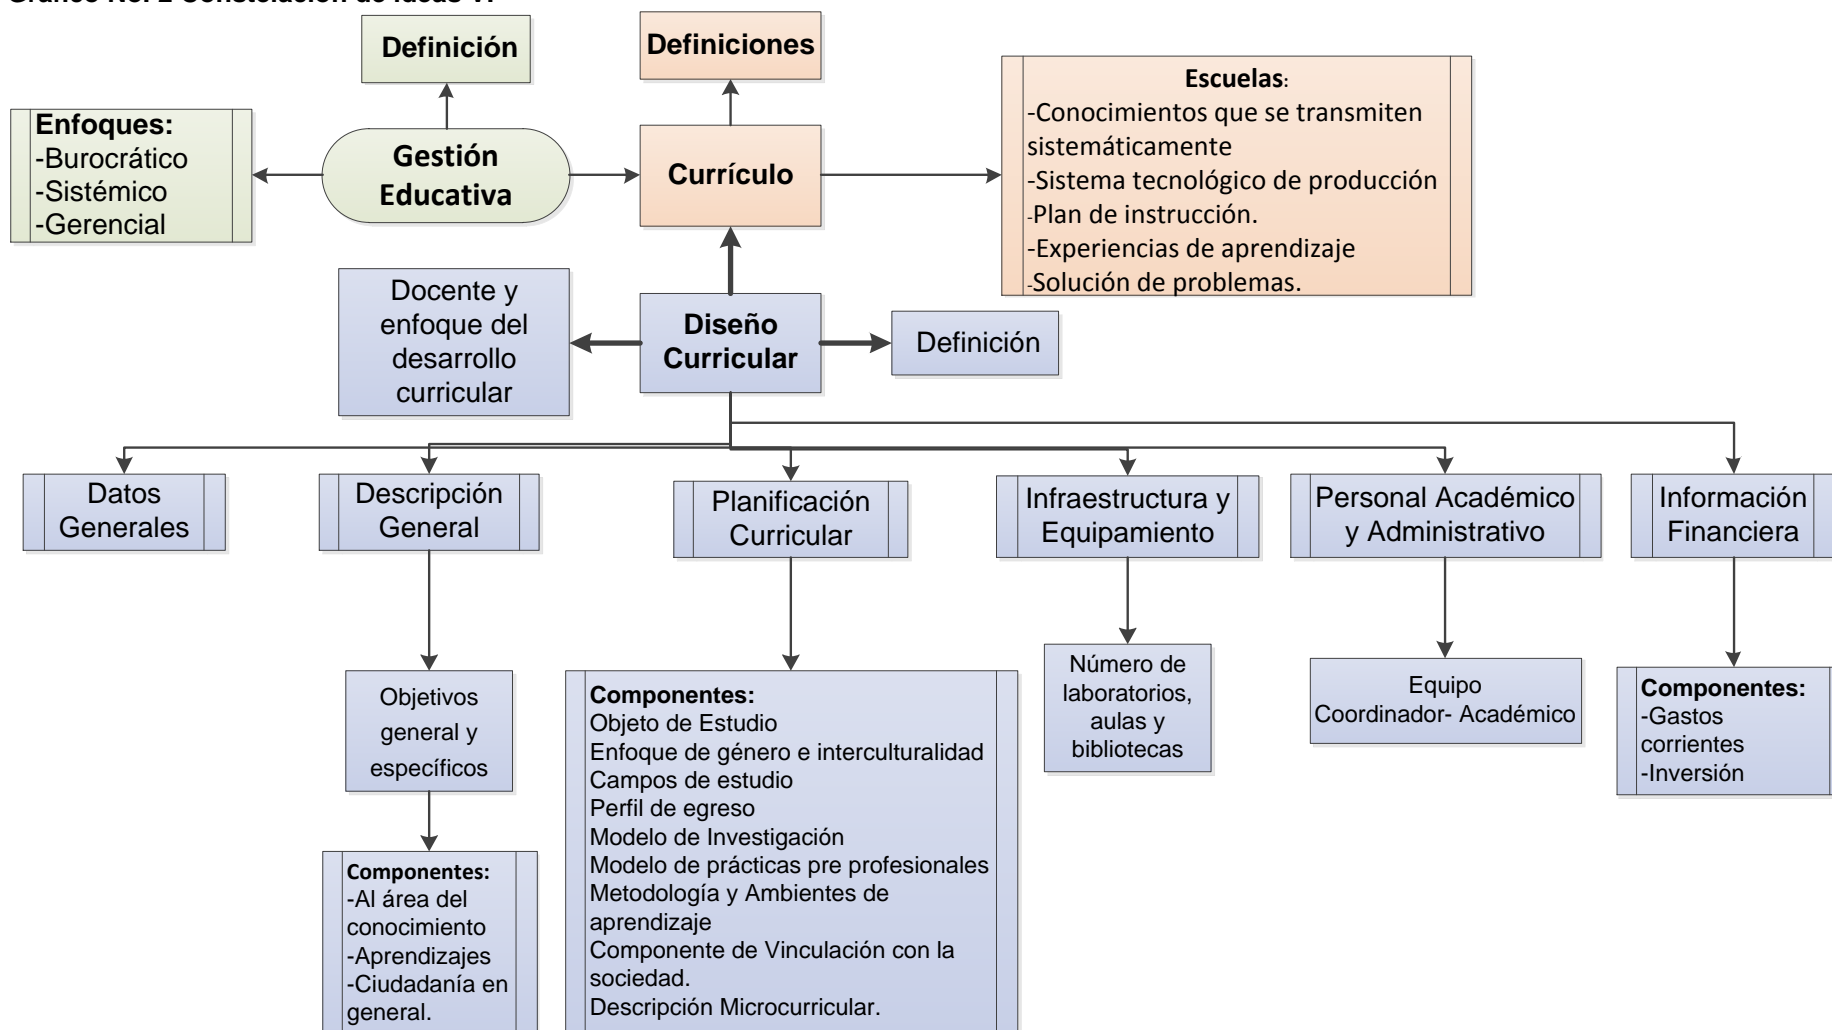 Gráfico No. 2 Constelación de Ideas VI
Definición
Definiciones
Enfoques:
-Burocrático
-Sistémico
-Gerencial
Gestión
Educativa
Currículo
Escuelas:
-Conocimientos que se transmiten
sistemáticamente
-Sistema tecnológico de producción
-Plan de instrucción.
-Experiencias de aprendizaje
-Solución de problemas.
Docente y
enfoque del
desarrollo
curricular
Diseño
Curricular
Definición
Datos
Generales
Descripción
General
Planificación
Curricular
Infraestructura y
Equipamiento
Personal Académico
y Administrativo
Información
Financiera
Objetivos
general y
específicos
Componentes:
-Al área del
conocimiento
-Aprendizajes
-Ciudadanía en
general.
Componentes:
Objeto de Estudio
Enfoque de género e interculturalidad
Campos de estudio
Perfil de egreso
Modelo de Investigación
Modelo de prácticas pre profesionales
Metodología y Ambientes de
aprendizaje
Componente de Vinculación con la
sociedad.
Descripción Microcurricular.
Número de
laboratorios,
aulas y
bibliotecas
Equipo
Coordinador- Académico
Componentes:
-Gastos
corrientes
-Inversión